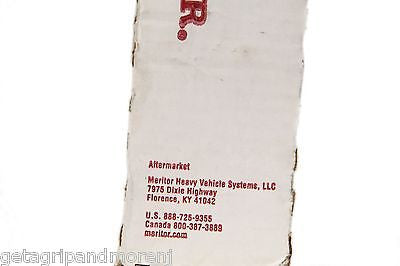 R.
Aftermarket
Meritor Heavy Vehicle Systems, LLC
7975 Dixie Highway
Florence, KY 41042
U.S. 888-725-9355
Canada 800-387-3889
meritor.com
getagripandmorenj